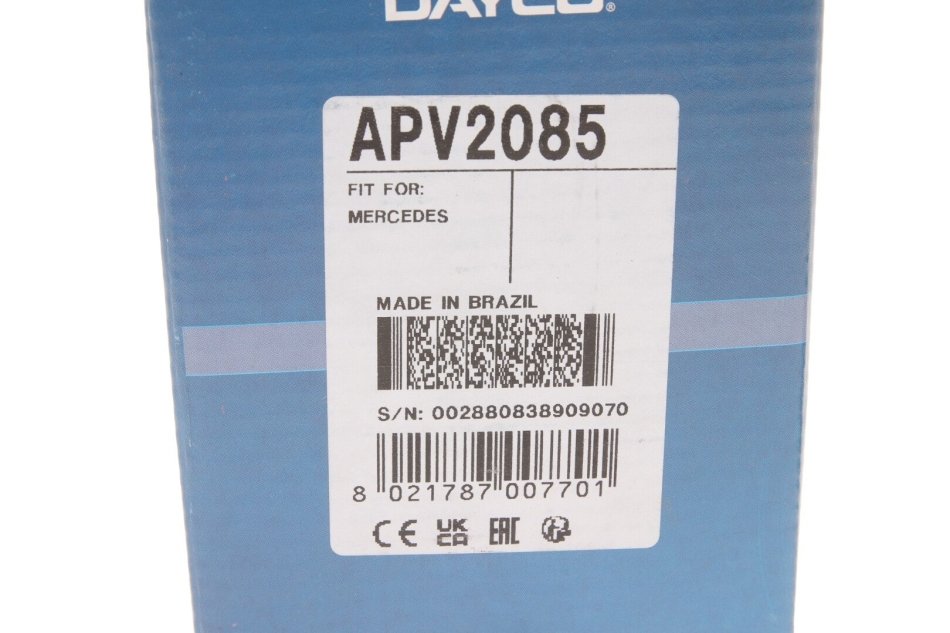 DAYCO®
APV2085
FIT FOR:
MERCEDES
MADE IN BRAZIL
S/N: 002880838909070
8 021787 007701
CE UK CA EAC